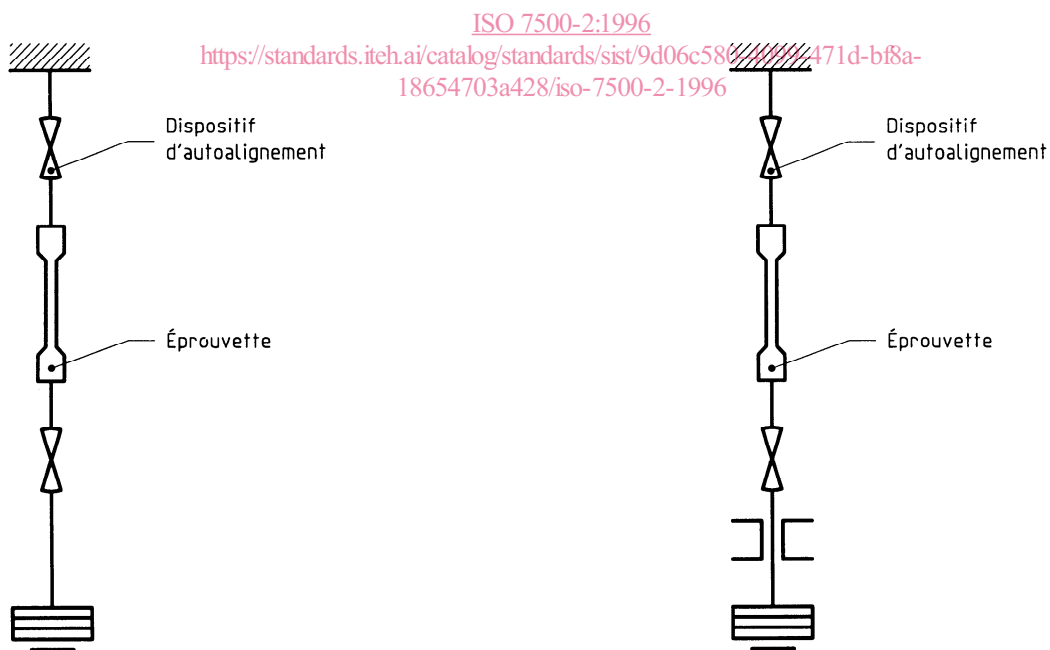 ISO 7500-2:1996
https://standards.iteh.ai/catalog/standards/sist/9d06c580-4099-471d-bf8a-
18654703a428/iso-7500-2-1996
Dispositif
d'autoalignement
Éprouvette
Dispositif
d'autoalignement
Éprouvette